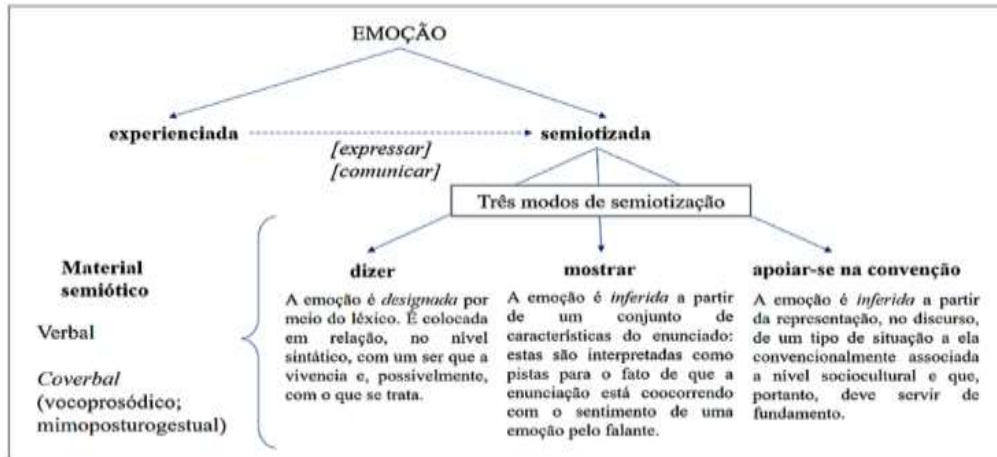 EMOÇÃO
experienciada
semiotizada
[expressar]
[comunicar]
Três modos de semiotização
Material
semiótico
Verbal
Coverbal
(vocoprosódico;
mimoposturogestual)
dizer
A emoção é designada por
meio do léxico. É colocada
em relação, no nível
sintático, com um ser que a
vivencia e, possivelmente,
com o que se trata.
mostrar
A emoção é inferida a partir
de um conjunto de
características do enunciado:
estas são interpretadas como
pistas para o fato de que a
enunciação está coocorrendo
com o sentimento de uma
emoção pelo falante.
apoiar-se na convenção
A emoção é inferida a partir
da representação, no discurso,
de um tipo de situação a ela
convencionalmente associada
a nível sociocultural e que,
portanto, deve servir de
fundamento.